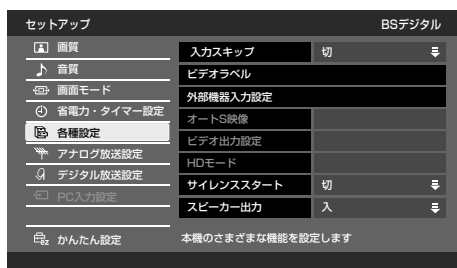 セットアップ
BSデジタル
画質
音質
画面モード
省電力・タイマー設定
各種設定
アナログ放送設定
デジタル放送設定
PC入力設定
かんたん設定
入力スキップ 切
ビデオラベル
外部機器入力設定
オートS映像
ビデオ出力設定
HDモード
サイレンススタート 切
スピーカー出力 入
本機のさまざまな機能を設定します